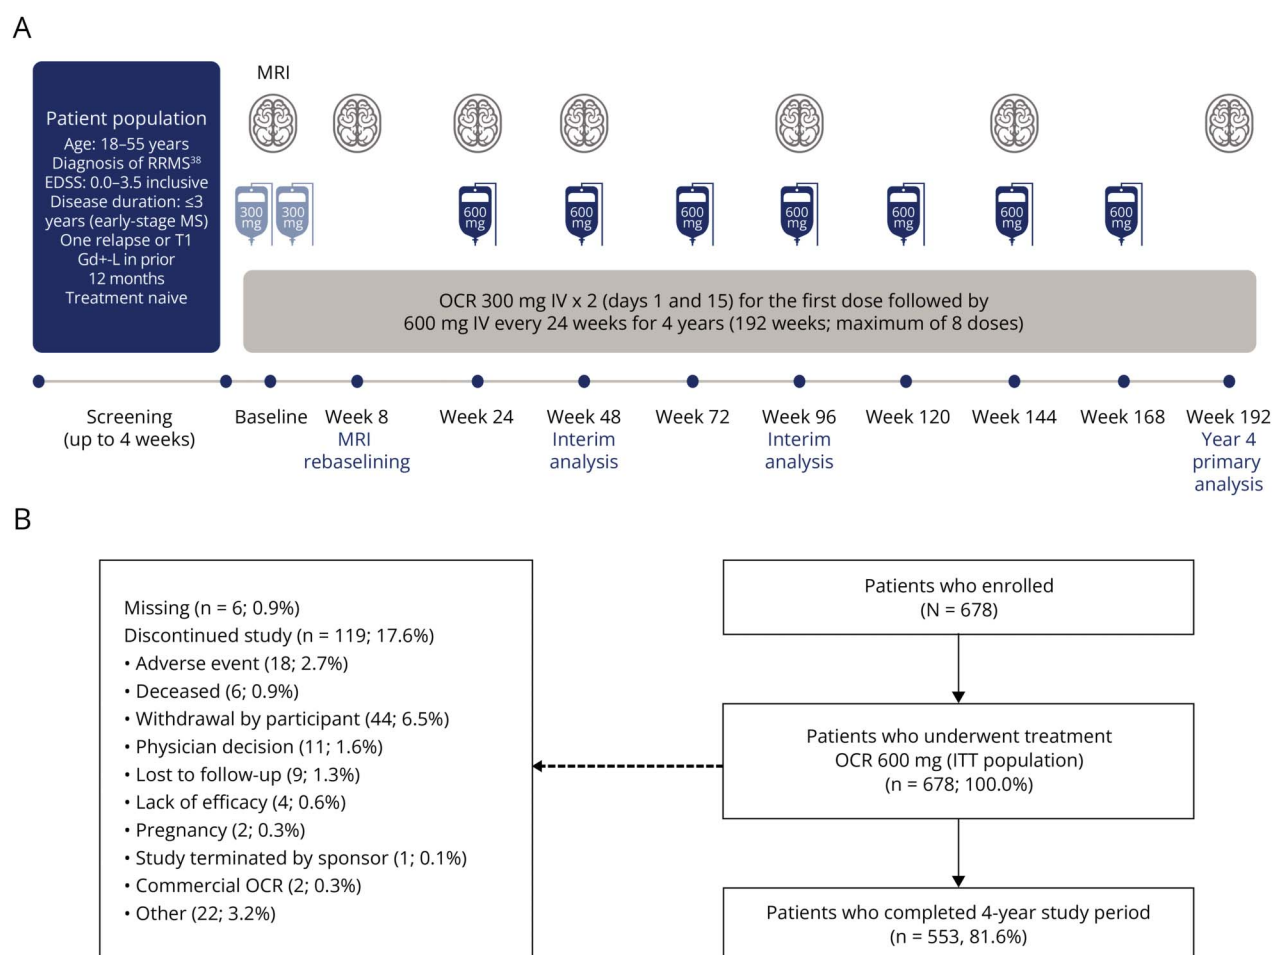 A
MRI
Patient population
Age: 18–55 years
Diagnosis of RRMS38
EDSS: 0.0–3.5 inclusive
Disease duration: ≤3
years (early-stage MS)
One relapse or T1
Gd+-L in prior
12 months
Treatment naive
300
mg
300
mg
600
mg
600
mg
600
mg
600
mg
600
mg
600
mg
600
mg
OCR 300 mg IV x 2 (days 1 and 15) for the first dose followed by
600 mg IV every 24 weeks for 4 years (192 weeks; maximum of 8 doses)
Screening
(up to 4 weeks)
Baseline
Week 8
MRI
rebaselining
Week 24
Week 48
Interim
analysis
Week 72
Week 96
Interim
analysis
Week 120
Week 144
Week 168
Week 192
Year 4
primary
analysis
B
Missing (n = 6; 0.9%)
Discontinued study (n = 119; 17.6%)
• Adverse event (18; 2.7%)
• Deceased (6; 0.9%)
• Withdrawal by participant (44; 6.5%)
• Physician decision (11; 1.6%)
• Lost to follow-up (9; 1.3%)
• Lack of efficacy (4; 0.6%)
• Pregnancy (2; 0.3%)
• Study terminated by sponsor (1; 0.1%)
• Commercial OCR (2; 0.3%)
• Other (22; 3.2%)
Patients who enrolled
(N = 678)
Patients who underwent treatment
OCR 600 mg (ITT population)
(n = 678; 100.0%)
Patients who completed 4-year study period
(n = 553, 81.6%)